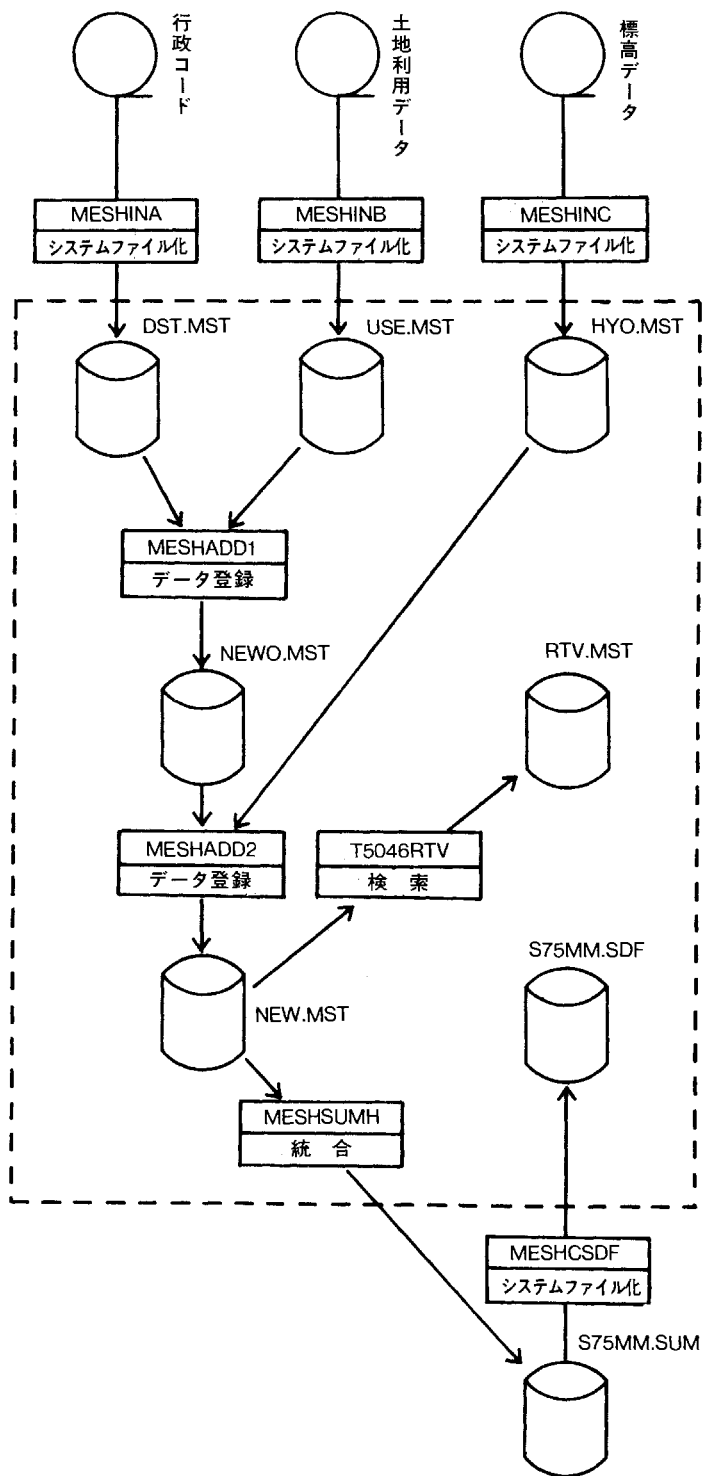 行政コード
土地利用データ
標高データ
MESHINA
システムファイル化
MESHINB
システムファイル化
MESHINC
システムファイル化
DST.MST
USE.MST
HYO.MST
MESHADD1
データ登録
NEWO.MST
RTV.MST
MESHADD2
データ登録
T5046RTV
検 索
NEW.MST
S75MM.SDF
MESHSUMH
統 合
MESHCSDF
システムファイル化
S75MM.SUM